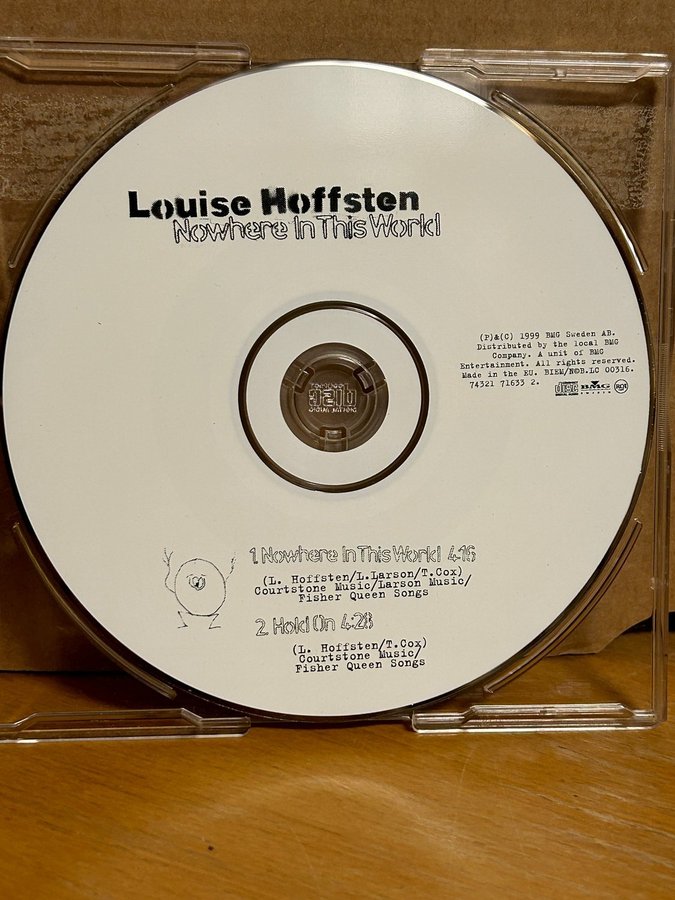 Louise Hoffsten
Nowhere In This World
(P)&(C) 1999 BMG Sweden AB.
Distributed by the local BMG
Company. A unit of BMG
Entertainment. All rights reserved.
Made in the EU. BIEM/N©B.LC 00316.
74321 71633 2.
BMG
SWEDEN
1. Nowhere In This World 4:16
(L. Hoffsten/L.Larson/T.Cox)
Courtstone Music/Larson Music/
Fisher Queen Songs
2. Hold On 4:28
(L. Hoffsten/T.Cox)
Courtstone Music/
Fisher Queen Songs